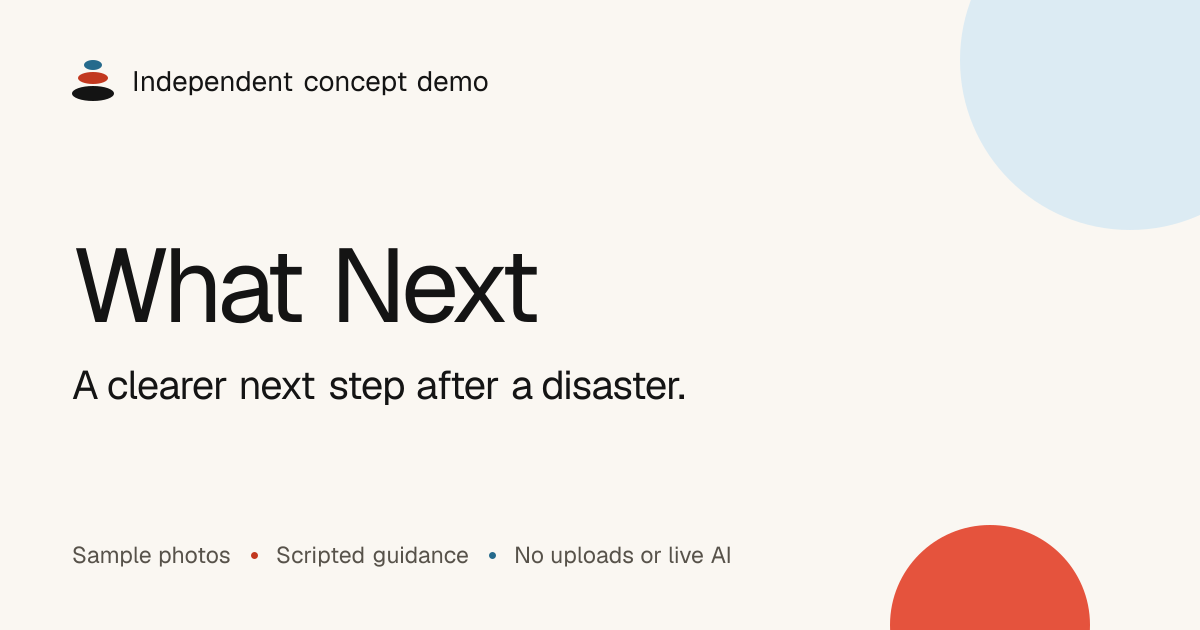 Independent concept demo
What Next
A clearer next step after a disaster.
Sample photos • Scripted guidance • No uploads or live AI